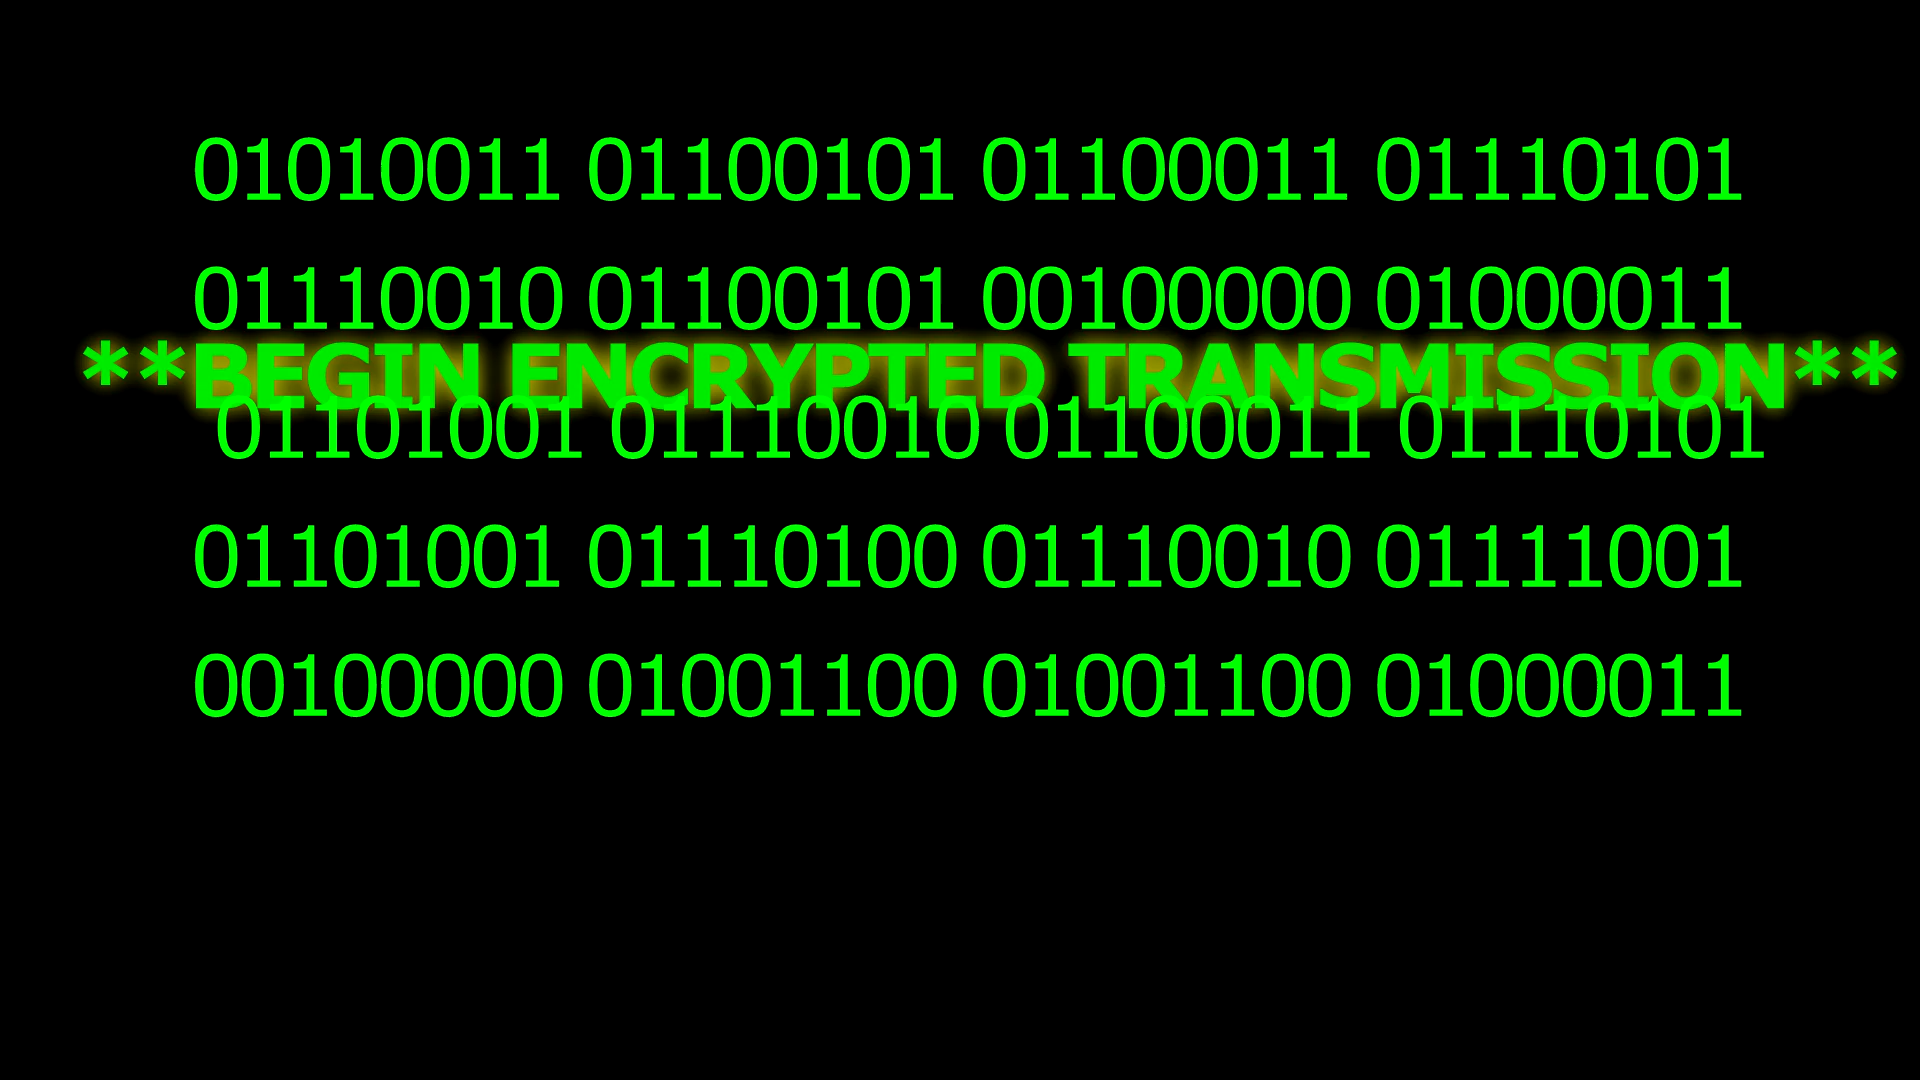 01010011 01100101 01100011 01110101
01110010 01100101 00100000 01000011
**BEGIN ENCRYPTED TRANSMISSION**
01101001 01110010 01100011 01110101
01101001 01110100 01110010 01111001
00100000 01001100 01001100 01000011